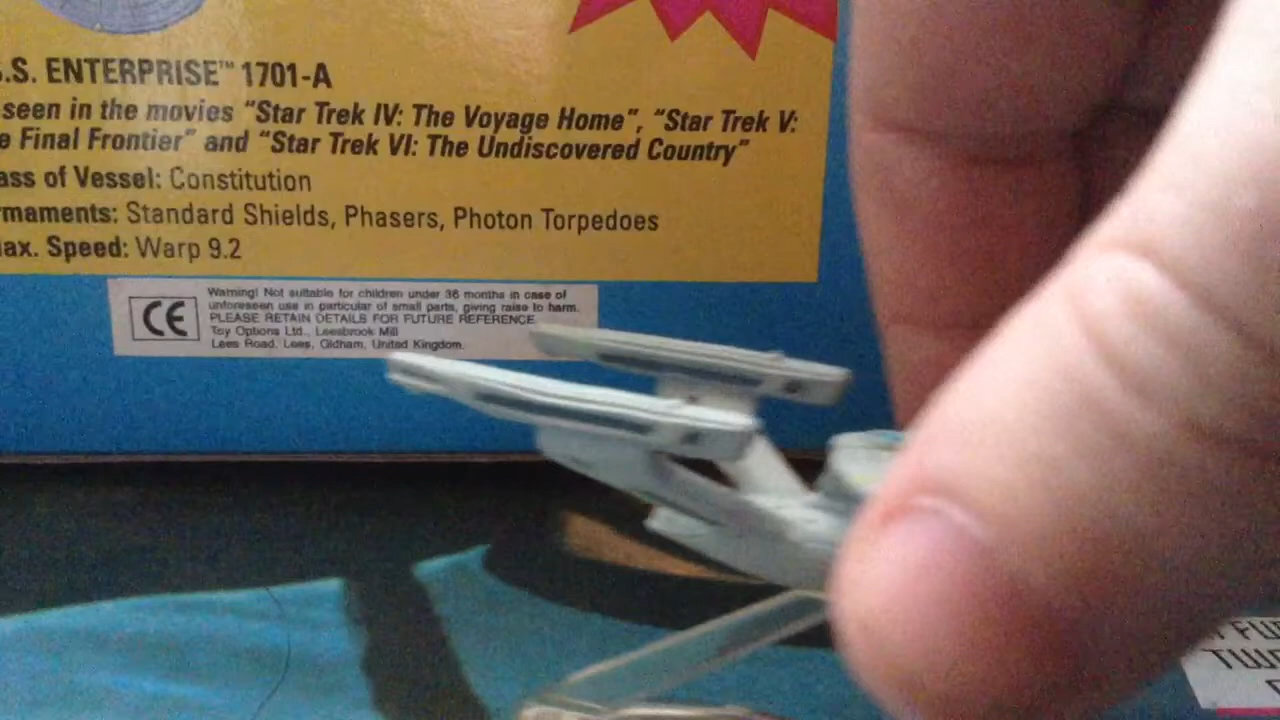 .S. ENTERPRISE™ 1701-A
seen in the movies “Star Trek IV: The Voyage Home”, “Star Trek V:
e Final Frontier” and “Star Trek VI: The Undiscovered Country”
ass of Vessel: Constitution
rmaments: Standard Shields, Phasers, Photon Torpedoes
ax. Speed: Warp 9.2
CE
Warning! Not suitable for children under 36 months in case of
unforeseen use in particular of small parts, giving raise to harm.
PLEASE RETAIN DETAILS FOR FUTURE REFERENCE
Toy Options Ltd., Leesbrook Mill
Lees Road, Lees, Oldham, United Kingdom.